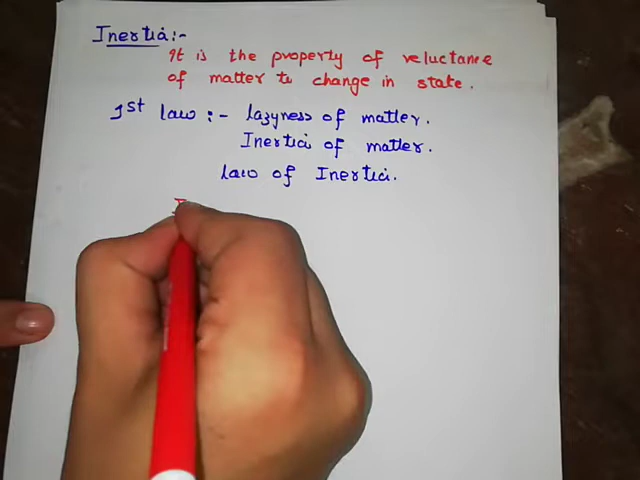 Inertia:-
It is the property of reluctance
of matter to change in state.
1st law :- lazyness of matter.
Inertia of matter.
law of Inertia.